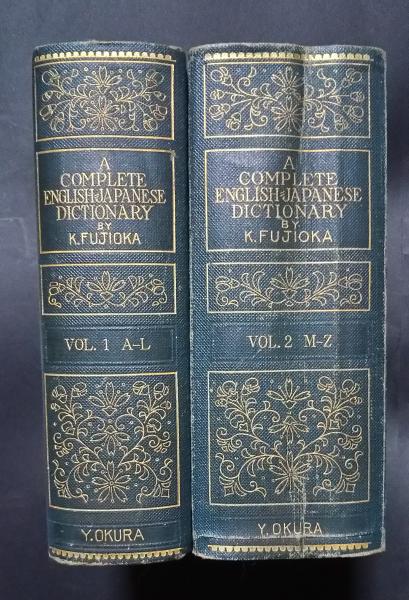 A
COMPLETE
ENGLISH-JAPANESE
DICTIONARY
BY
K.FUJIOKA
VOL. 1 A-L
Y.OKURA
A
COMPLETE
ENGLISH-JAPANESE
DICTIONARY
BY
K.FUJIOKA
VOL. 2 M-Z
Y.OKURA